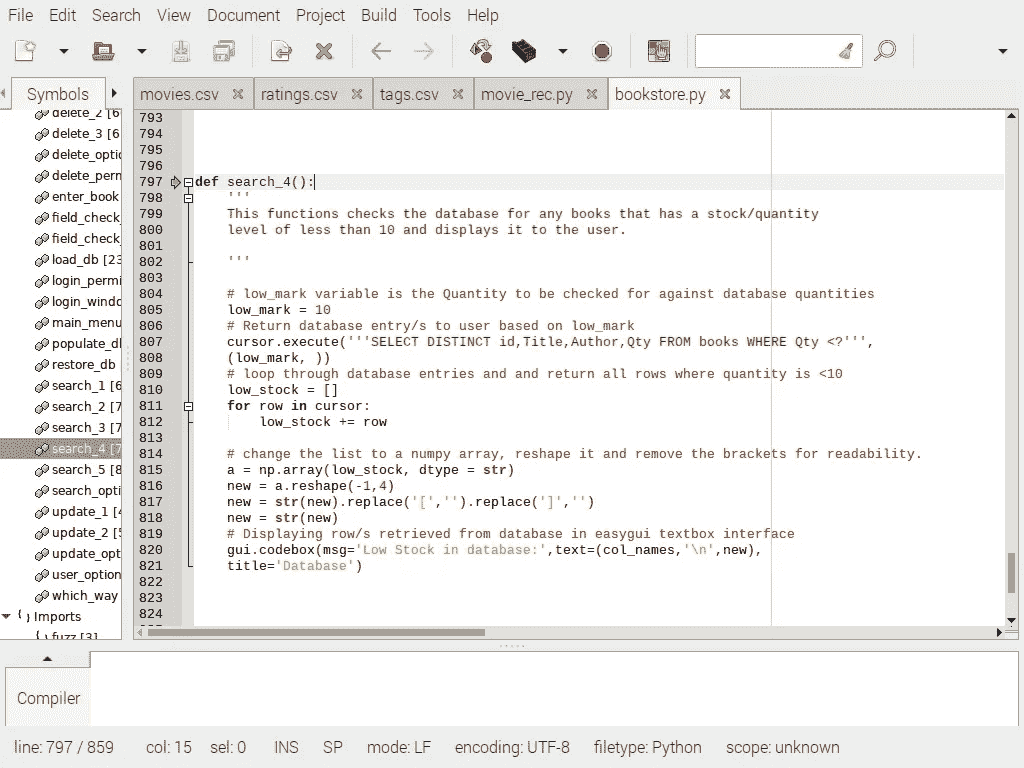 File Edit Search View Document Project Build Tools Help
Symbols
movies.csv ratings.csv tags.csv movie_rec.py bookstore.py
delete_2 [6
delete_3 [6
delete_optic
delete_perm
enter_book
field_check_
field_check_
load_db [23
login_permi
login_windo
main_menu
populate_dl
restore_db
search_1 [6
search_2 [7
search_3 [7
search_4 [7
search_5 [8
search_opti
update_1 [4
update_2 [5
update_opt
user_option
which_way
Imports
fuzz [3]
793
794
795
796
797 def search_4():
798     '''
799     This functions checks the database for any books that has a stock/quantity
800     level of less than 10 and displays it to the user.
801
802     '''
803
804     # low_mark variable is the Quantity to be checked for against database quantities
805     low_mark = 10
806     # Return database entry/s to user based on low_mark
807     cursor.execute('''SELECT DISTINCT id,Title,Author,Qty FROM books WHERE Qty <?''',
808     (low_mark, ))
809     # loop through database entries and and return all rows where quantity is <10
810     low_stock = []
811     for row in cursor:
812         low_stock += row
813
814     # change the list to a numpy array, reshape it and remove the brackets for readability.
815     a = np.array(low_stock, dtype = str)
816     new = a.reshape(-1,4)
817     new = str(new).replace('[','').replace(']','')
818     new = str(new)
819     # Displaying row/s retrieved from database in easygui textbox interface
820     gui.codebox(msg='Low Stock in database:',text=(col_names,'\n',new),
821     title='Database')
822
823
824
Compiler
line: 797 / 859 col: 15 sel: 0 INS SP mode: LF encoding: UTF-8 filetype: Python scope: unknown